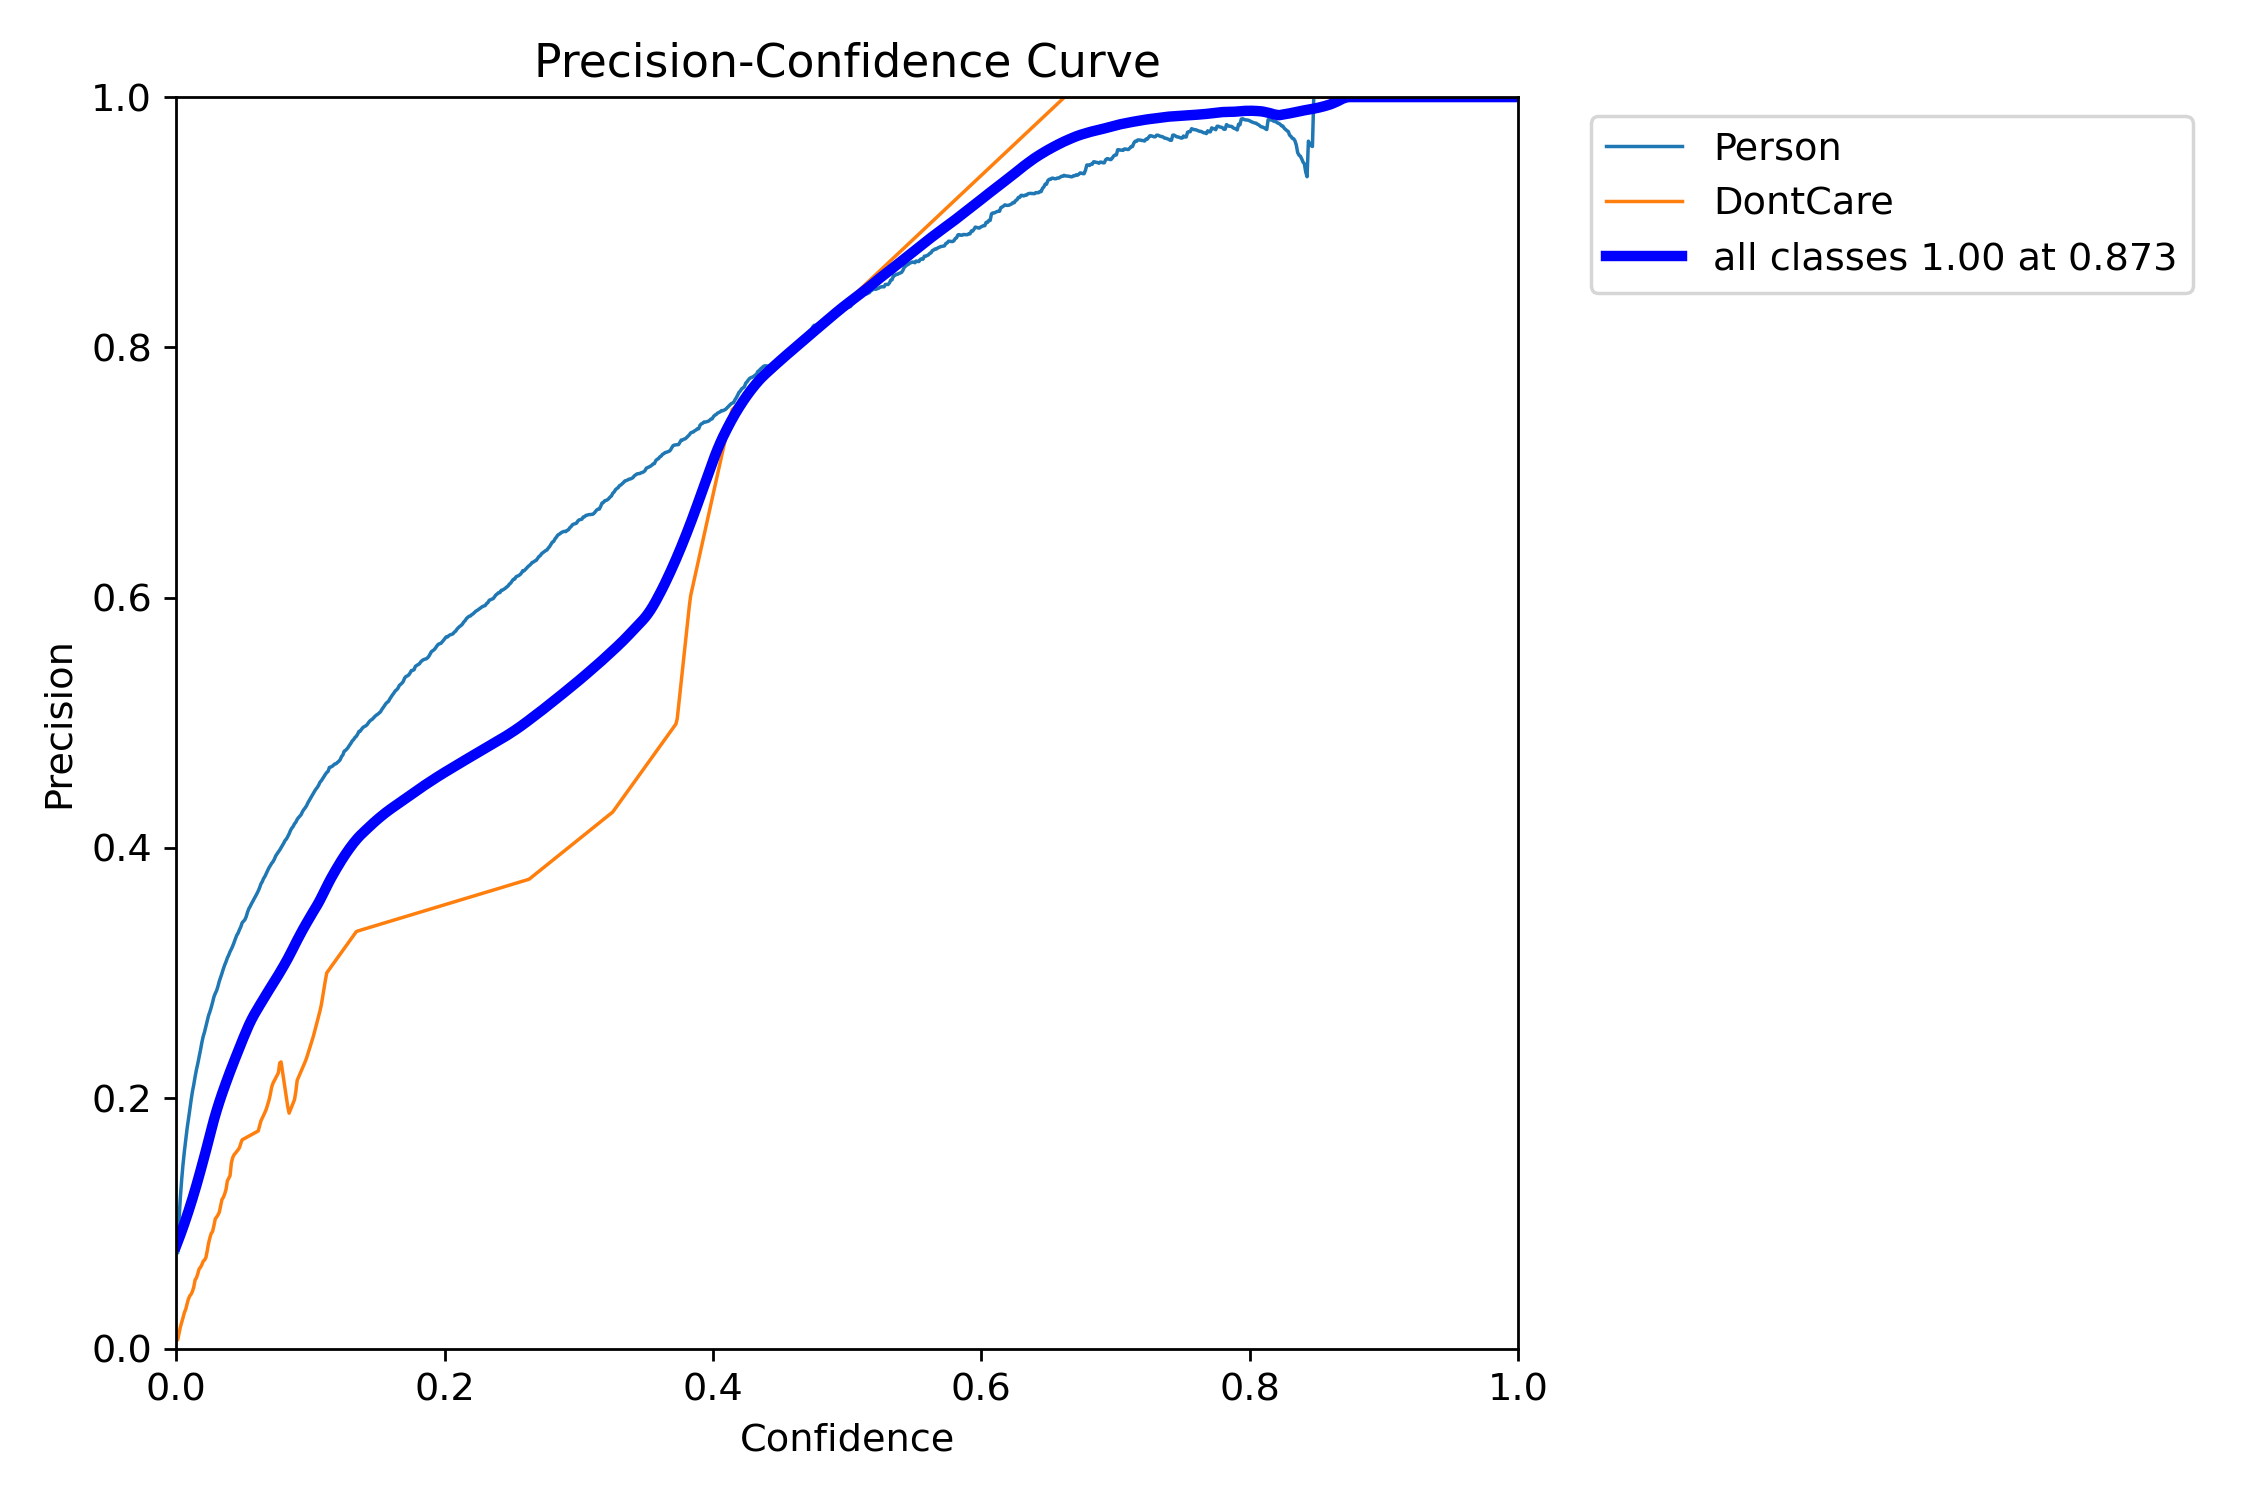 Precision-Confidence Curve
1.0
0.8
0.6
0.4
0.2
0.0
Precision
0.0 0.2 0.4 0.6 0.8 1.0
Confidence
Person
DontCare
all classes 1.00 at 0.873